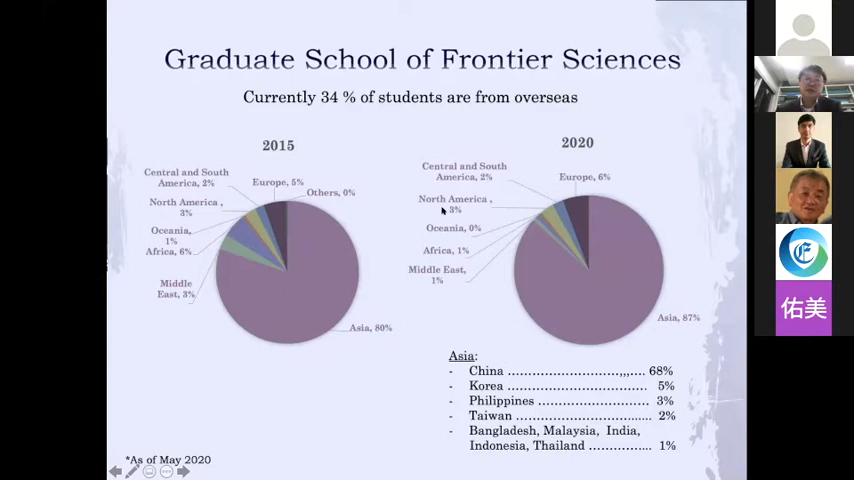 Graduate School of Frontier Sciences
Currently 34 % of students are from overseas
2015
Central and South
America, 2%
Europe, 5%
Others, 0%
North America ,
3%
Oceania,
1%
Africa, 6%
Middle
East, 3%
Asia, 80%
2020
Central and South
America, 2%
Europe, 6%
North America ,
3%
Oceania, 0%
Africa, 1%
Middle East,
1%
Asia, 87%
Asia:
- China ………………………,,,…. 68%
- Korea ……………………………. 5%
- Philippines ……………………… 3%
- Taiwan …………………………...... 2%
- Bangladesh, Malaysia, India,
Indonesia, Thailand …………..... 1%
*As of May 2020
佑美